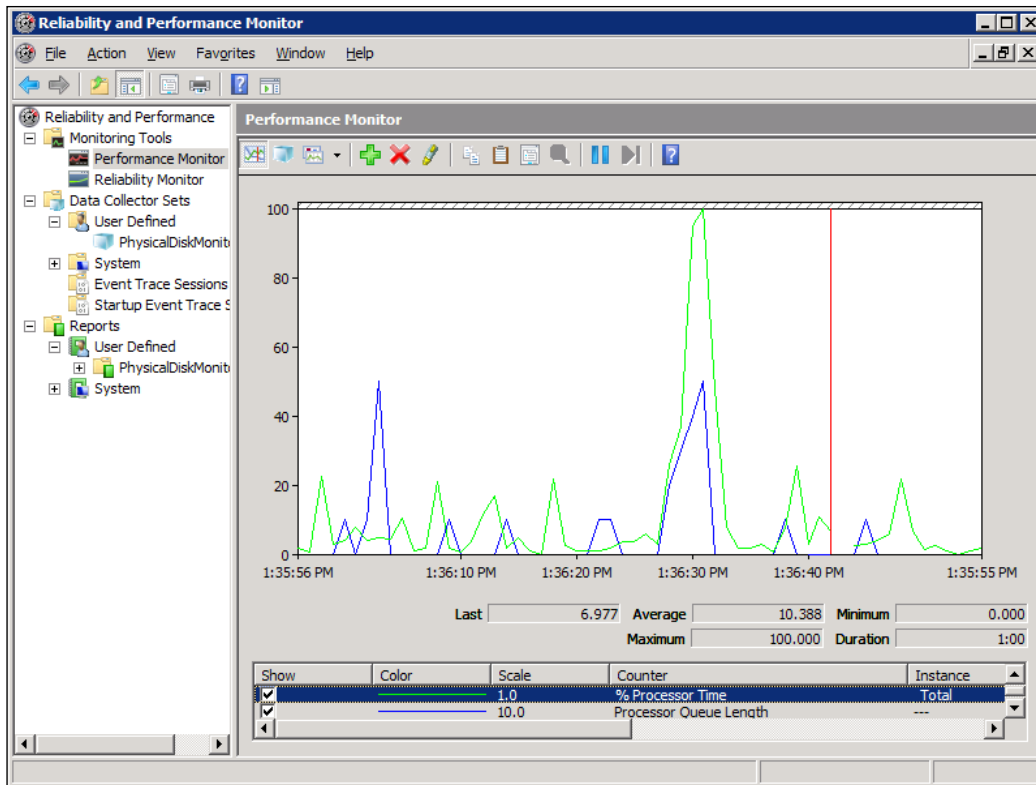 Reliability and Performance Monitor
File Action View Favorites Window Help
Reliability and Performance
Monitoring Tools
Performance Monitor
Reliability Monitor
Data Collector Sets
User Defined
PhysicalDiskMonit
System
Event Trace Sessions
Startup Event Trace S
Reports
User Defined
PhysicalDiskMonit
System
Performance Monitor
100
80
60
40
20
0
1:35:56 PM 1:36:10 PM 1:36:20 PM 1:36:30 PM 1:36:40 PM 1:35:55 PM
Last 6.977 Average 10.388 Minimum 0.000
Maximum 100.000 Duration 1:00
Show Color Scale Counter Instance
1.0 % Processor Time _Total
10.0 Processor Queue Length ---